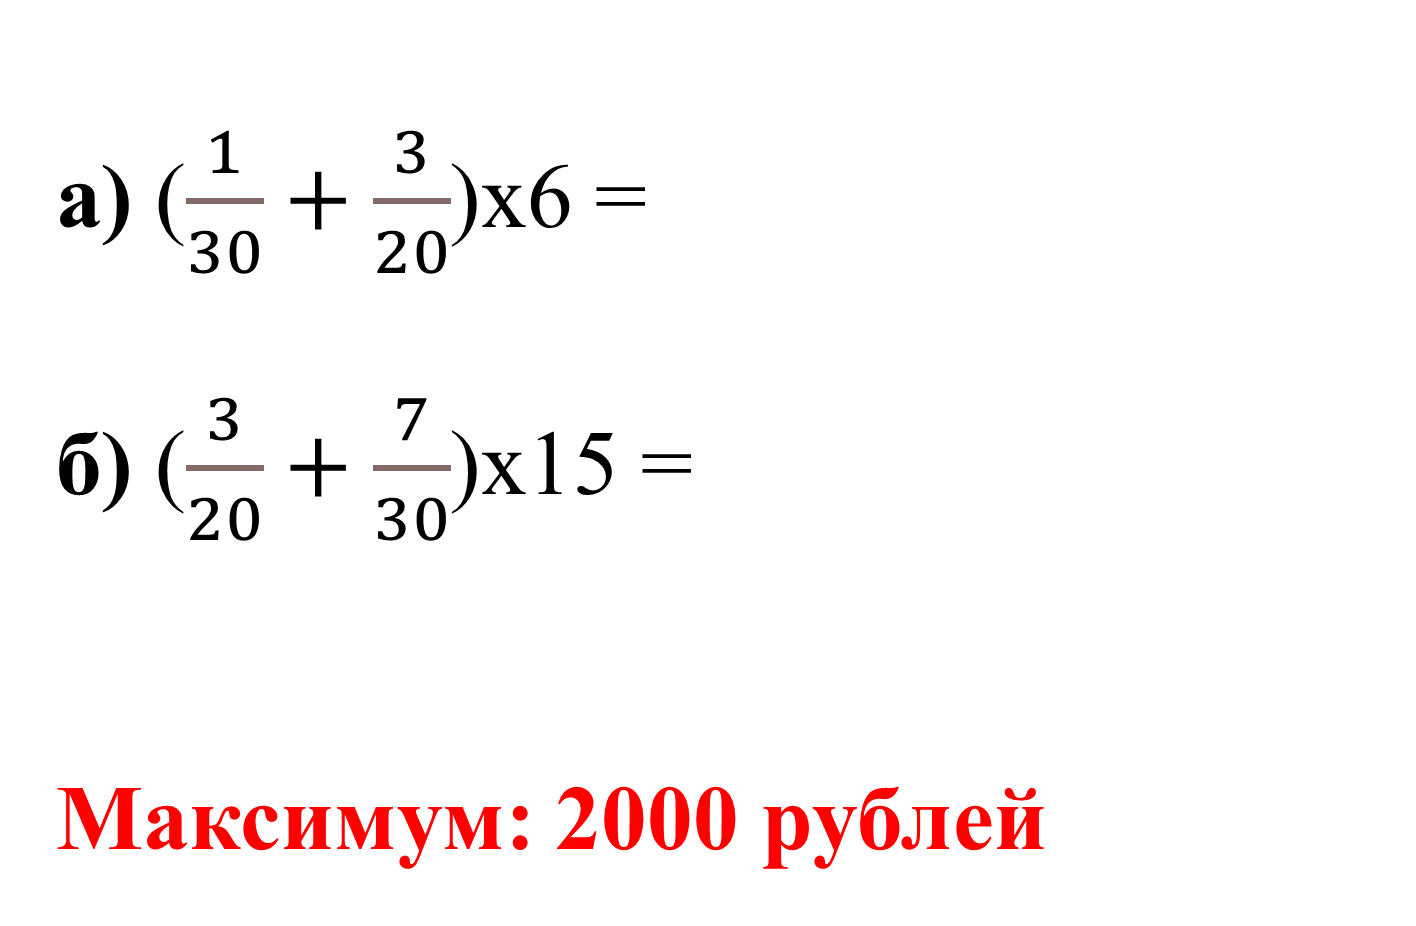 а) (1/30 + 3/20)х6 =
б) (3/20 + 7/30)х15 =
Максимум: 2000 рублей